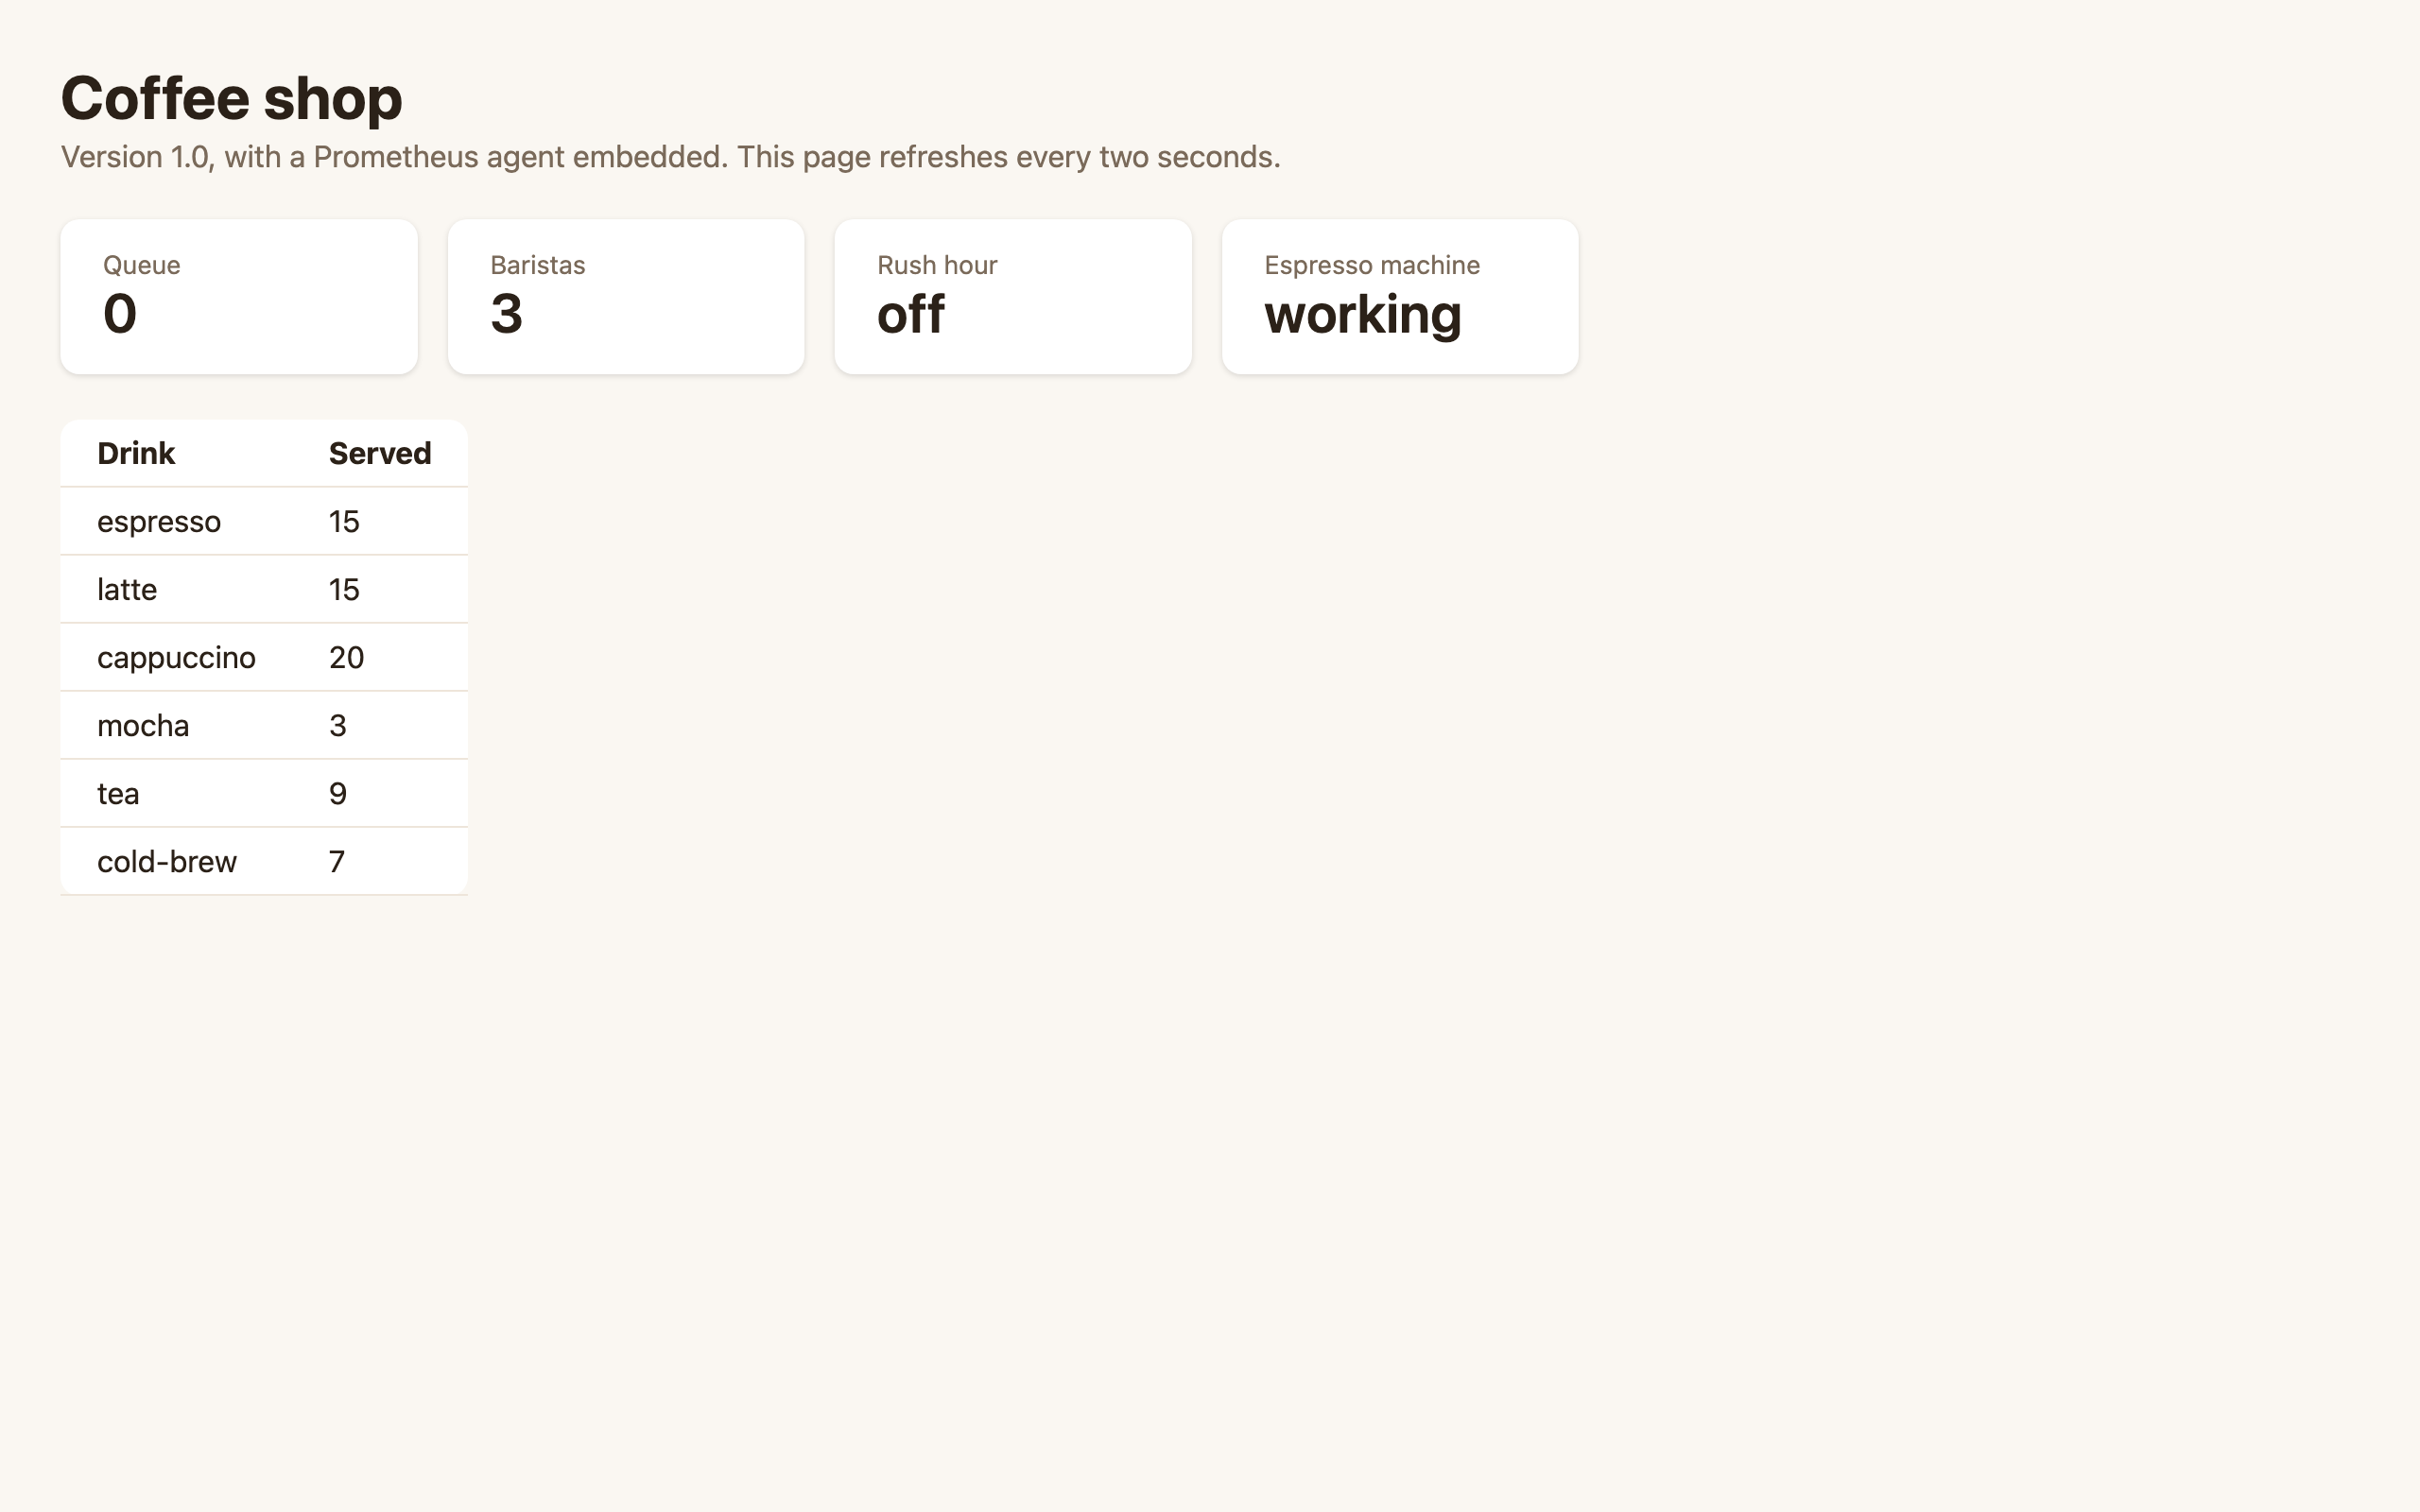 Coffee shop
Version 1.0, with a Prometheus agent embedded. This page refreshes every two seconds.
Queue
0
Baristas
3
Rush hour
off
Espresso machine
working
Drink Served
espresso 15
latte 15
cappuccino 20
mocha 3
tea 9
cold-brew 7